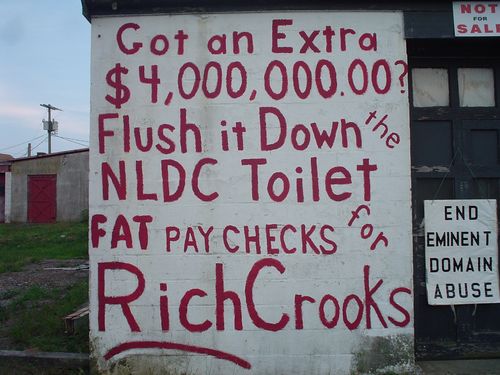 Got an Extra
$4,000,000.00?
Flush it Down the
NLDC Toilet
FAT PAY CHECKS for
RichCrooks
NOT
FOR
SALE
END
EMINENT
DOMAIN
ABUSE